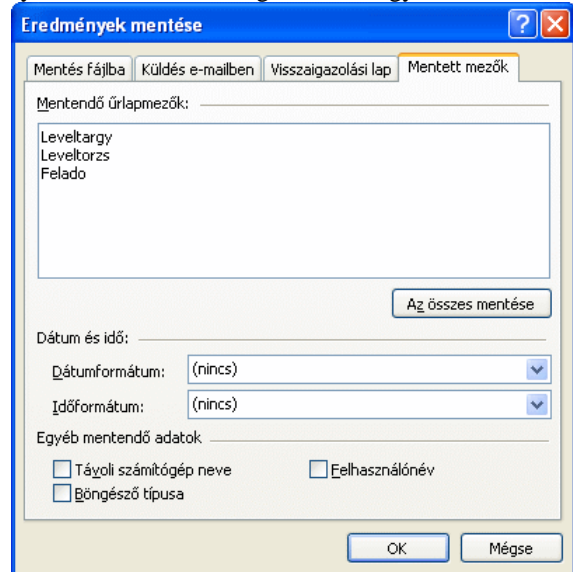 Eredmények mentése
Mentés fájlba Küldés e-mailben Visszaigazolási lap Mentett mezők
Mentendő űrlapmezők:
Leveltargy
Leveltorzs
Felado
Az összes mentése
Dátum és idő:
Dátumformátum: (nincs)
Időformátum: (nincs)
Egyéb mentendő adatok
Távoli számítógép neve Felhasználónév
Böngésző típusa
OK Mégse